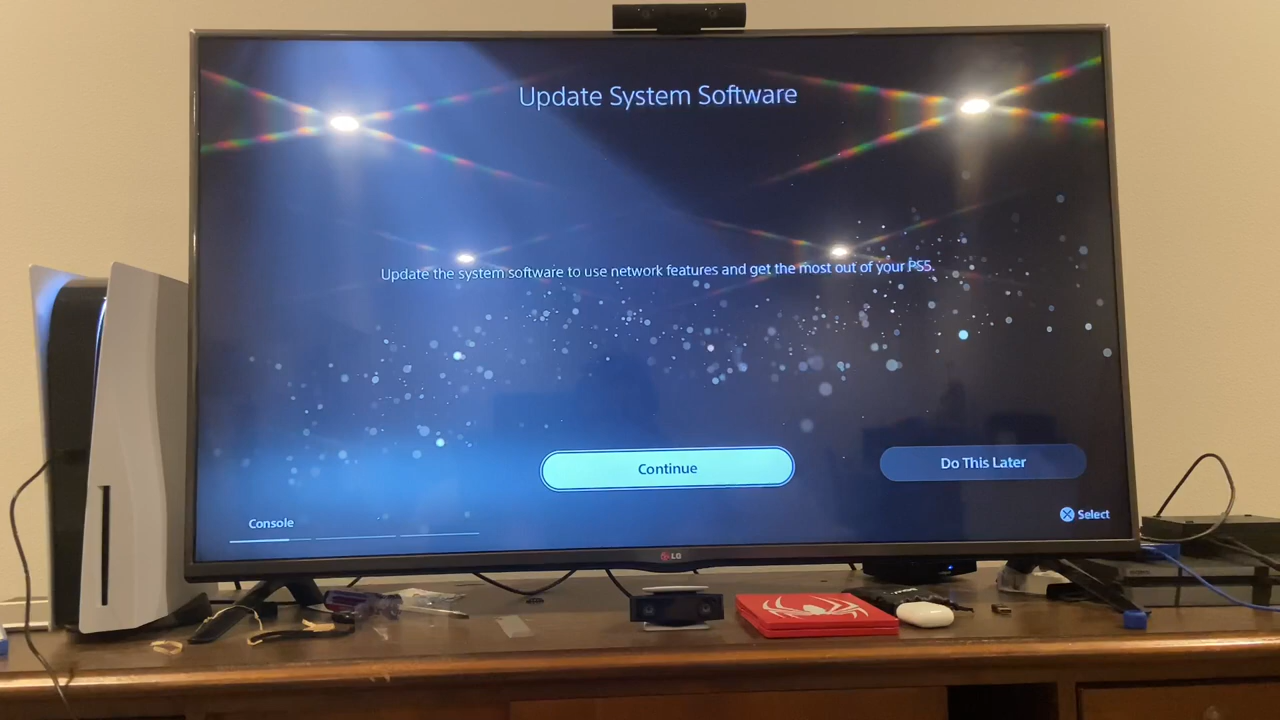 Update System Software
Update the system software to use network features and get the most out of your PS5.
Continue
Do This Later
Console
Select
LG